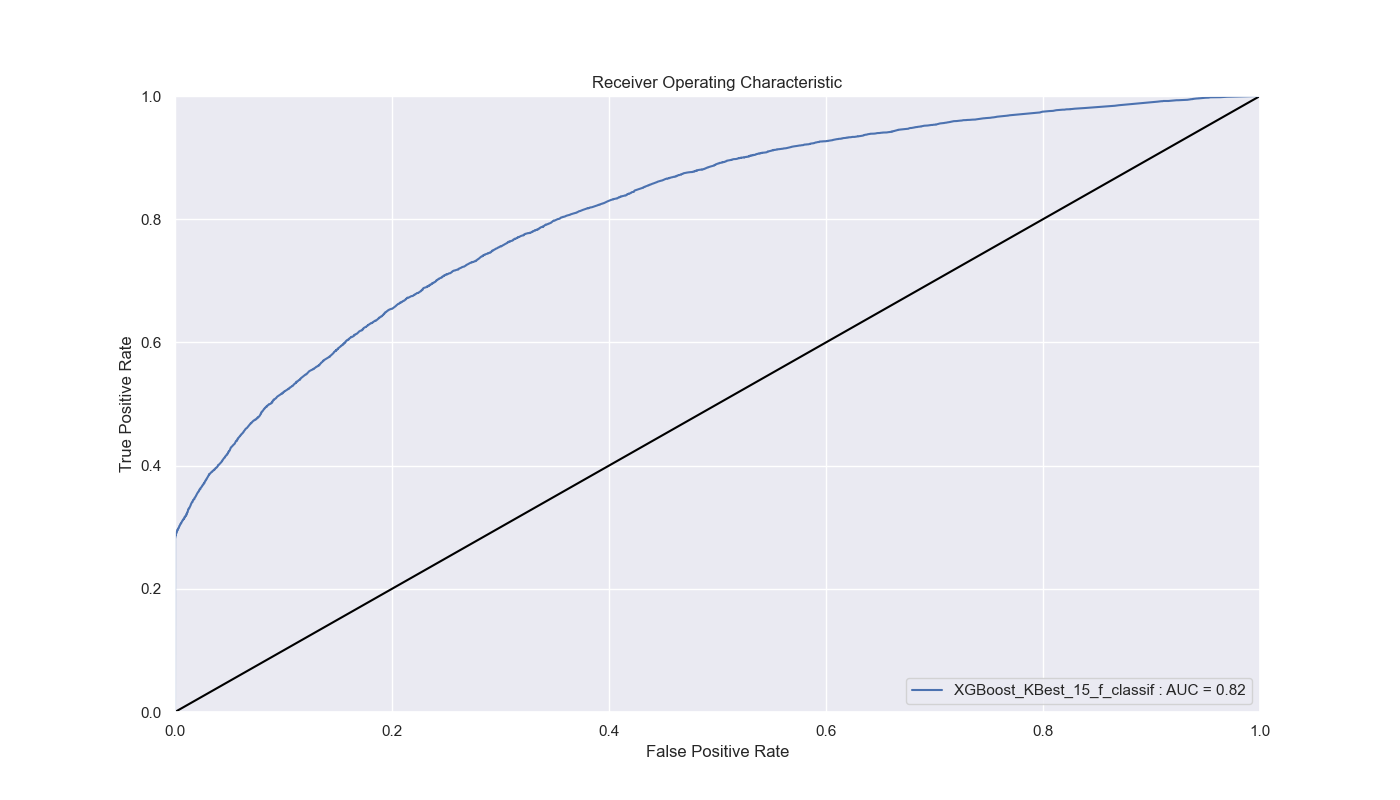 Receiver Operating Characteristic
1.0
0.8
0.6
0.4
0.2
0.0
True Positive Rate
0.0 0.2 0.4 0.6 0.8 1.0
False Positive Rate
XGBoost_KBest_15_f_classif : AUC = 0.82